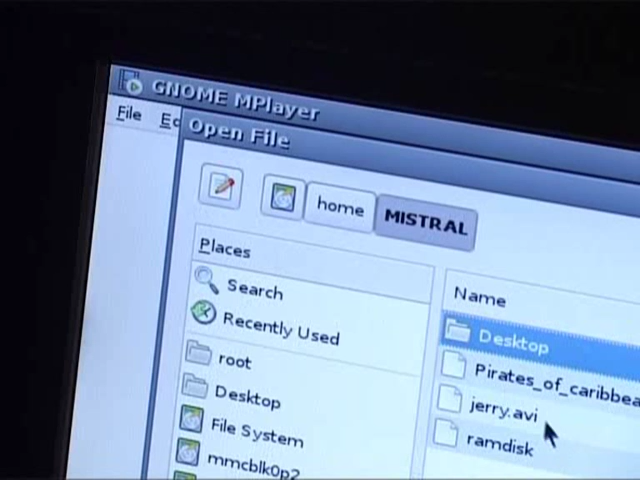 GNOME MPlayer
File
Open File
home MISTRAL
Places
Search
Recently Used
root
Desktop
File System
mmcblk0p2
Name
Desktop
Pirates_of_caribbea
jerry.avi
ramdisk